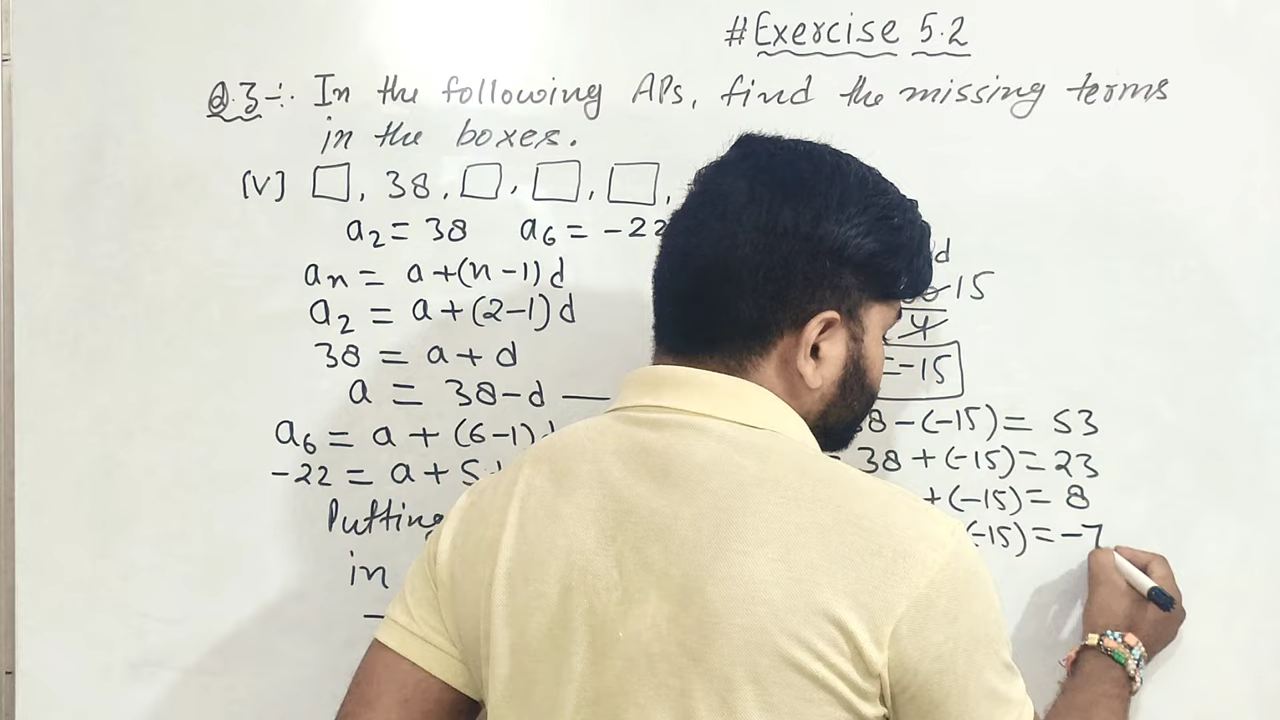 #Exercise 5.2
Q.3-: In the following APs, find the missing terms
in the boxes.
(V) □, 38, □, □, □,
a₂ = 38 a₆ = -22
aₙ = a+(n-1)d
a₂ = a+(2-1)d
38 = a+d
a = 38-d —
a₆ = a+(6-1)
-22 = a+5
Putting
in
d
15
4
=-15
8-(-15) = 53
38+(-15) = 23
+(-15) = 8
(-15) = -7